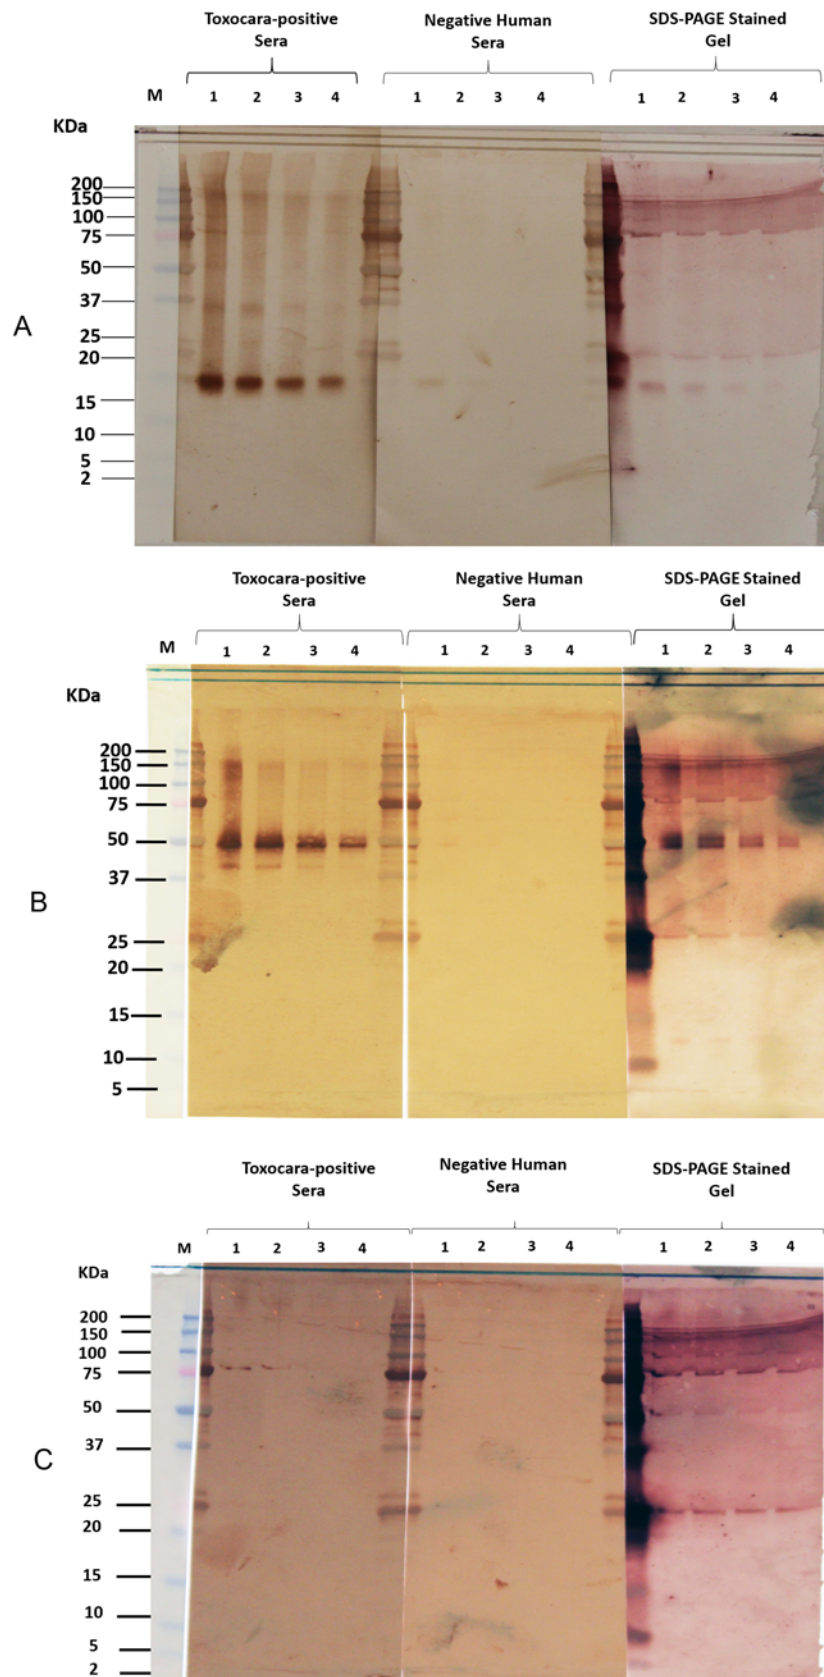 Toxocara-positive
Sera
Negative Human
Sera
SDS-PAGE Stained
Gel
M 1 2 3 4 1 2 3 4 1 2 3 4
KDa
200
150
100
75
50
37
25
20
15
10
5
2
A
Toxocara-positive
Sera
Negative Human
Sera
SDS-PAGE Stained
Gel
M 1 2 3 4 1 2 3 4 1 2 3 4
KDa
200
150
100
75
50
37
25
20
15
10
5
B
Toxocara-positive
Sera
Negative Human
Sera
SDS-PAGE Stained
Gel
M 1 2 3 4 1 2 3 4 1 2 3 4
KDa
200
150
100
75
50
37
25
20
15
10
5
2
C